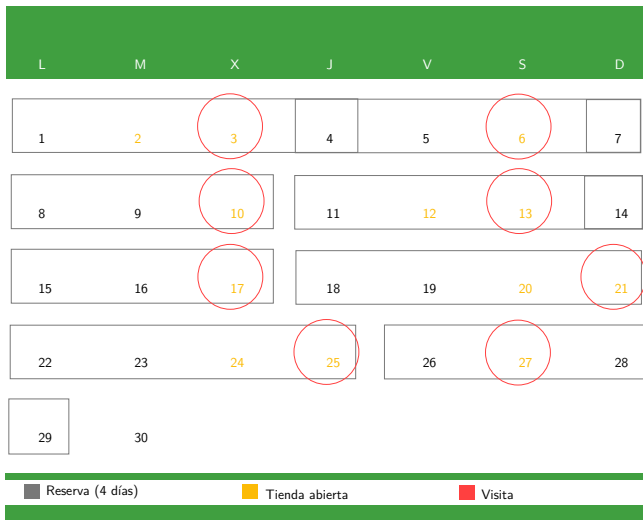 L M X J V S D
1 2 3 4 5 6 7
8 9 10 11 12 13 14
15 16 17 18 19 20 21
22 23 24 25 26 27 28
29 30
Reserva (4 días) Tienda abierta Visita